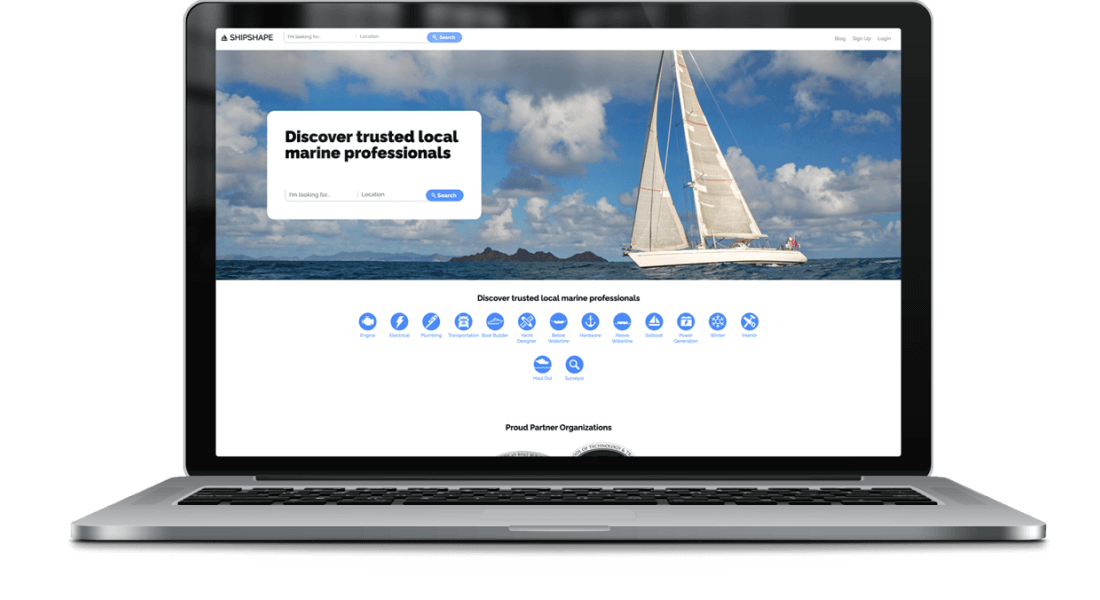 SHIPSHAPE
I'm looking for..
Location
Search
Blog
Sign Up
Login
Discover trusted local
marine professionals
I'm looking for..
Location
Search
Discover trusted local marine professionals
Engine
Electrical
Plumbing
Transportation
Boat Builder
Yacht
Designer
Below
Waterline
Hardware
Above
Waterline
Sailboat
Power
Generation
Winter
Interior
Haul Out
Surveyor
Proud Partner Organizations
OF TECHNOLOGY &